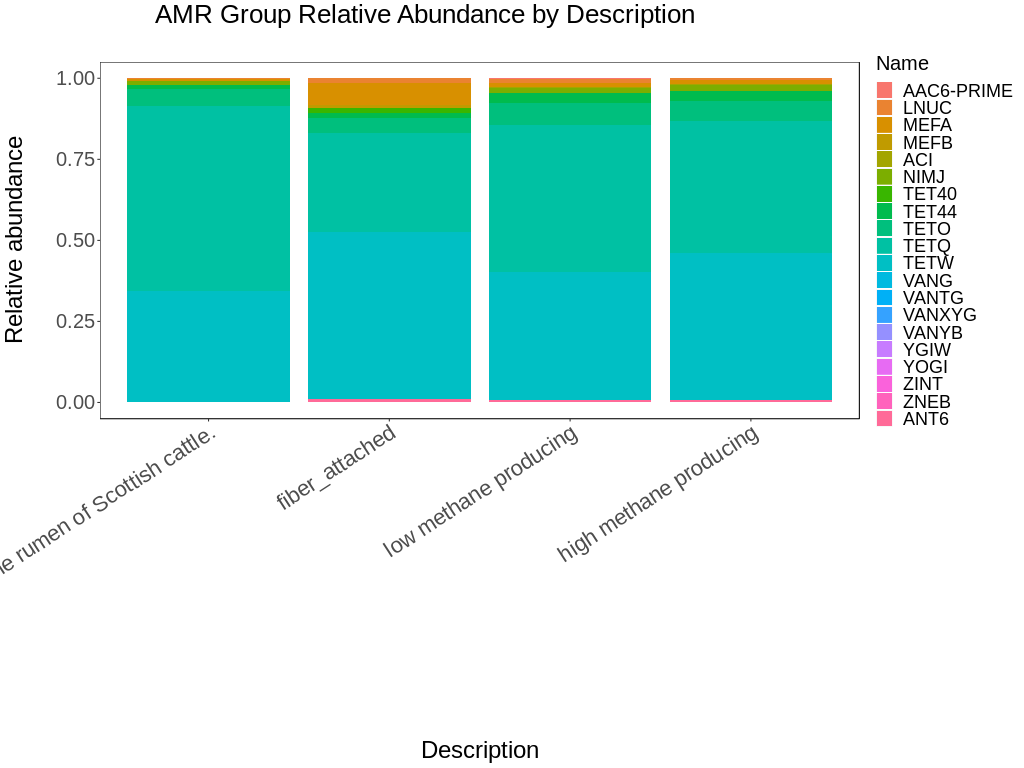 AMR Group Relative Abundance by Description
Relative abundance
1.00
0.75
0.50
0.25
0.00
rumen of Scottish cattle.
fiber_attached
low methane producing
high methane producing
Description
Name
AAC6-PRIME
LNUC
MEFA
MEFB
ACI
NIMJ
TET40
TET44
TETO
TETQ
TETW
VANG
VANTG
VANXYG
VANYB
YGIW
YOGI
ZINT
ZNEB
ANT6